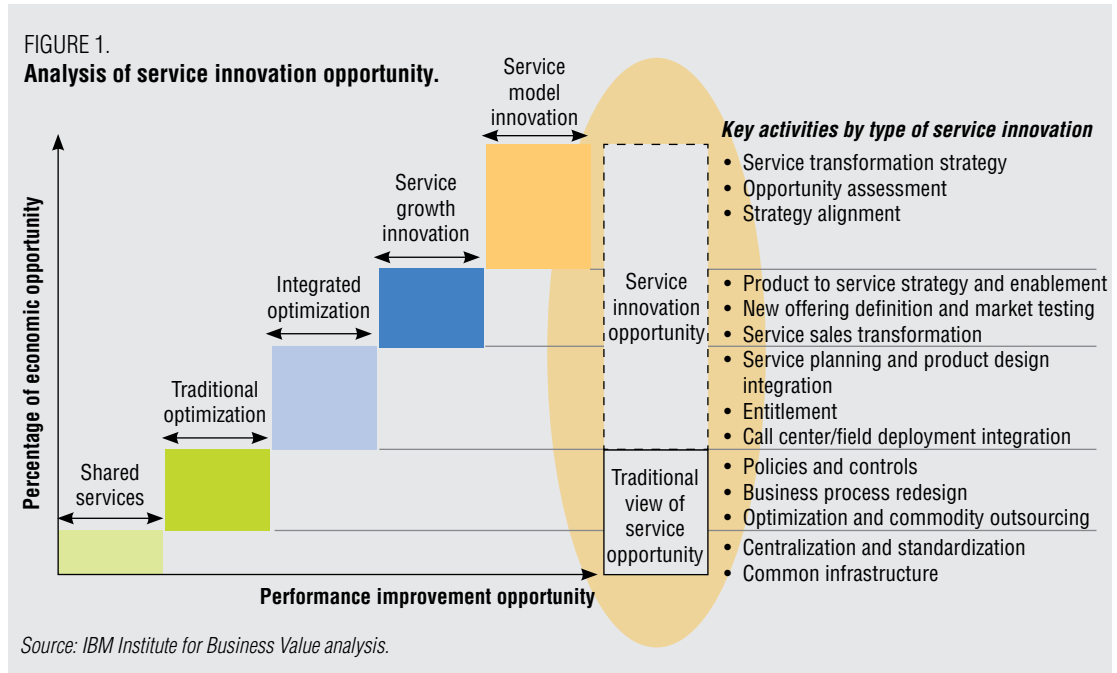 FIGURE 1.
Analysis of service innovation opportunity.
Service
model
innovation
Service
growth
innovation
Integrated
optimization
Traditional
optimization
Shared
services
Percentage of economic opportunity
Performance improvement opportunity
Service
innovation
opportunity
Traditional
view of
service
opportunity
Key activities by type of service innovation
• Service transformation strategy
• Opportunity assessment
• Strategy alignment
• Product to service strategy and enablement
• New offering definition and market testing
• Service sales transformation
• Service planning and product design
integration
• Entitlement
• Call center/field deployment integration
• Policies and controls
• Business process redesign
• Optimization and commodity outsourcing
• Centralization and standardization
• Common infrastructure
Source: IBM Institute for Business Value analysis.